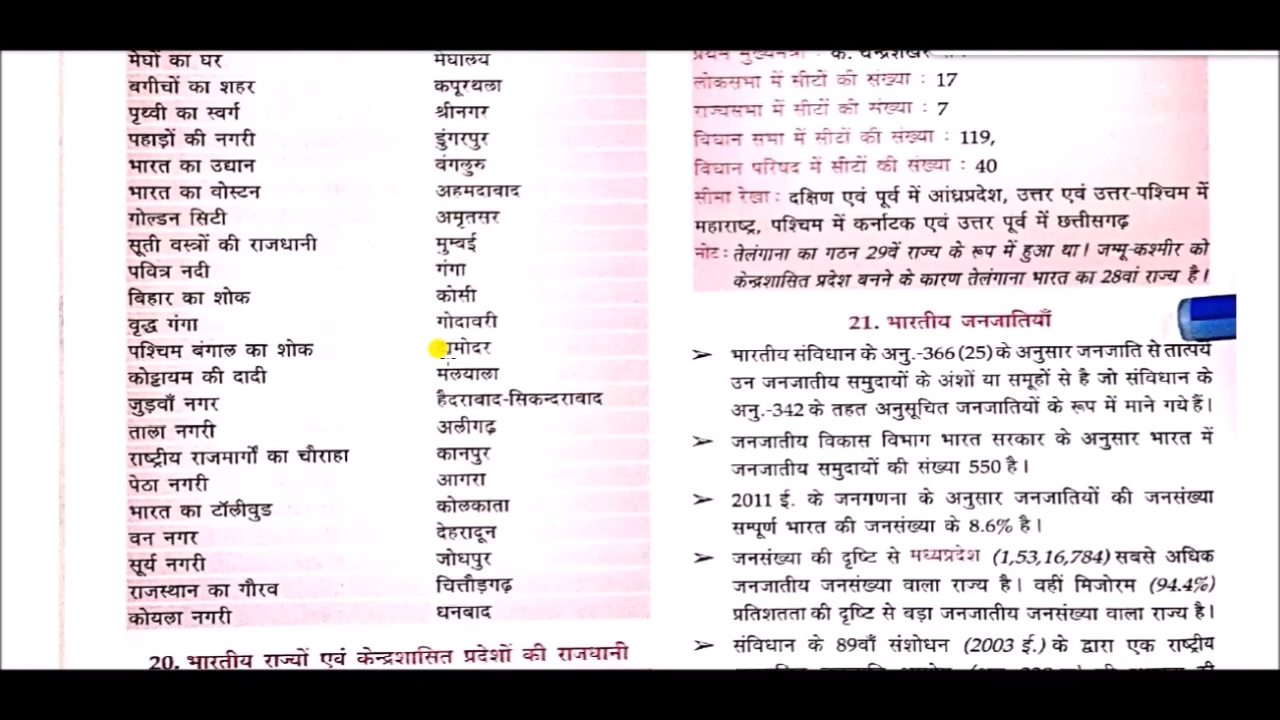 मेघों का घर मेघालय
बगीचों का शहर कपूरथला
पृथ्वी का स्वर्ग श्रीनगर
पहाड़ों की नगरी डुंगरपुर
भारत का उद्यान बंगलुरु
भारत का वोस्टन अहमदाबाद
गोल्डन सिटी अमृतसर
सूती वस्त्रों की राजधानी मुम्बई
पवित्र नदी गंगा
बिहार का शोक कोसी
वृद्ध गंगा गोदावरी
पश्चिम बंगाल का शोक
कोट्टायम की दादी मलयाला
जुड़वाँ नगर हैदराबाद-सिकन्दराबाद
ताला नगरी अलीगढ़
राष्ट्रीय राजमार्गों का चौराहा कानपुर
पेठा नगरी आगरा
भारत का टॉलीवुड कोलकाता
वन नगर देहरादून
सूर्य नगरी जोधपुर
राजस्थान का गौरव चित्तौड़गढ़
कोयला नगरी धनबाद
20. भारतीय राज्यों एवं केन्द्रशासित प्रदेशों की राजधानी
प्रथम मुख्यमंत्री :
लोकसभा में सीटों की संख्या : 17
राज्यसभा में सीटों की संख्या : 7
विधान सभा में सीटों की संख्या : 119,
विधान परिषद में सीटों की संख्या : 40
सीमा रेखा : दक्षिण एवं पूर्व में आंध्रप्रदेश, उत्तर एवं उत्तर-पश्चिम में
महाराष्ट्र, पश्चिम में कर्नाटक एवं उत्तर पूर्व में छत्तीसगढ़
नोट : तेलंगाना का गठन 29वें राज्य के रूप में हुआ था। जम्मू-कश्मीर को
केन्द्रशासित प्रदेश बनने के कारण तेलंगाना भारत का 28वां राज्य है।
21. भारतीय जनजातियाँ
➢ भारतीय संविधान के अनु.-366 (25) के अनुसार जनजाति से तात्पर्य
उन जनजातीय समुदायों के अंशों या समूहों से है जो संविधान के
अनु.-342 के तहत अनुसूचित जनजातियों के रूप में माने गये हैं।
➢ जनजातीय विकास विभाग भारत सरकार के अनुसार भारत में
जनजातीय समुदायों की संख्या 550 है।
➢ 2011 ई. के जनगणना के अनुसार जनजातियों की जनसंख्या
सम्पूर्ण भारत की जनसंख्या के 8.6% है।
➢ जनसंख्या की दृष्टि से मध्यप्रदेश (1,53,16,784) सबसे अधिक
जनजातीय जनसंख्या वाला राज्य है। वहीं मिजोरम (94.4%)
प्रतिशतता की दृष्टि से बड़ा जनजातीय जनसंख्या वाला राज्य है।
➢ संविधान के 89वाँ संशोधन (2003 ई.) के द्वारा एक राष्ट्रीय